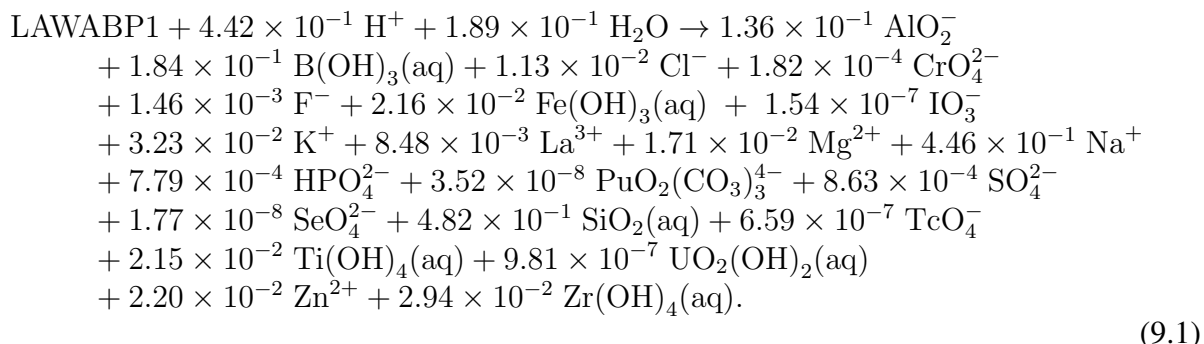 LAWABP1 + 4.42 × 10⁻¹ H⁺ + 1.89 × 10⁻¹ H₂O → 1.36 × 10⁻¹ AlO₂⁻
+ 1.84 × 10⁻¹ B(OH)₃(aq) + 1.13 × 10⁻² Cl⁻ + 1.82 × 10⁻⁴ CrO₄²⁻
+ 1.46 × 10⁻³ F⁻ + 2.16 × 10⁻² Fe(OH)₃(aq) + 1.54 × 10⁻⁷ IO₃⁻
+ 3.23 × 10⁻² K⁺ + 8.48 × 10⁻³ La³⁺ + 1.71 × 10⁻² Mg²⁺ + 4.46 × 10⁻¹ Na⁺
+ 7.79 × 10⁻⁴ HPO₄²⁻ + 3.52 × 10⁻⁸ PuO₂(CO₃)₃⁴⁻ + 8.63 × 10⁻⁴ SO₄²⁻
+ 1.77 × 10⁻⁸ SeO₄²⁻ + 4.82 × 10⁻¹ SiO₂(aq) + 6.59 × 10⁻⁷ TcO₄⁻
+ 2.15 × 10⁻² Ti(OH)₄(aq) + 9.81 × 10⁻⁷ UO₂(OH)₂(aq)
+ 2.20 × 10⁻² Zn²⁺ + 2.94 × 10⁻² Zr(OH)₄(aq).
(9.1)